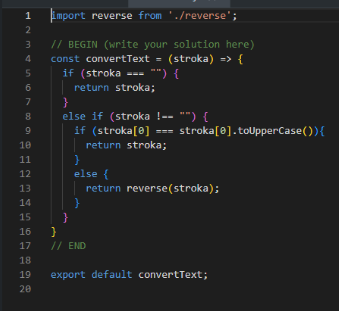 1 import reverse from './reverse';
2
3 // BEGIN (write your solution here)
4 const convertText = (stroka) => {
5   if (stroka === "") {
6     return stroka;
7   }
8   else if (stroka !== "") {
9     if (stroka[0] === stroka[0].toUpperCase()){
10       return stroka;
11     }
12     else {
13       return reverse(stroka);
14     }
15   }
16 }
17 // END
18
19 export default convertText;
20